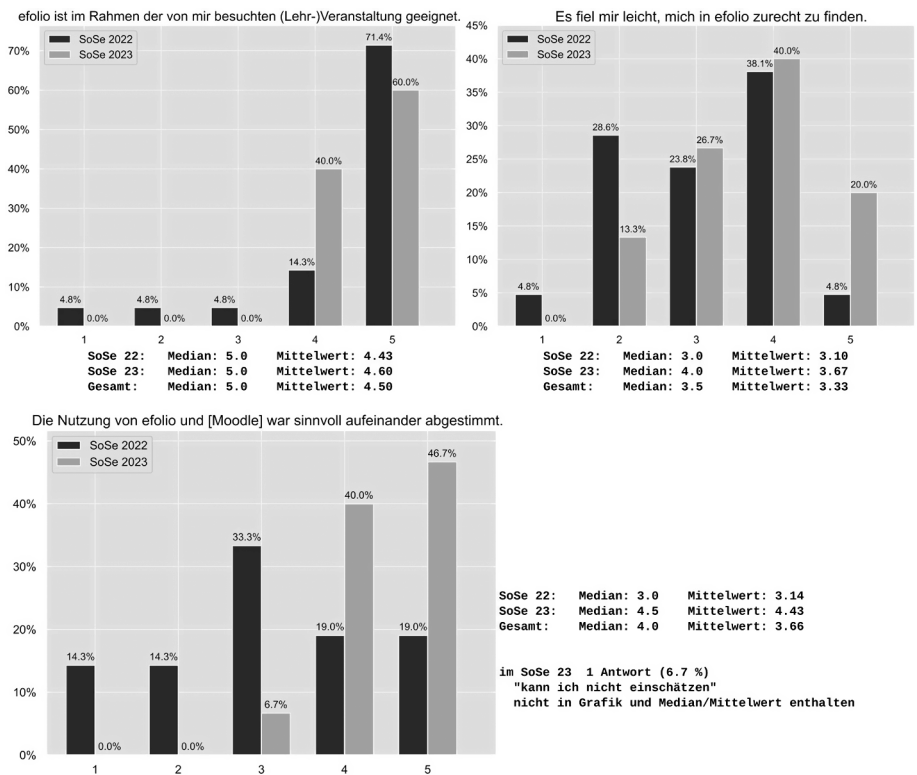 efolio ist im Rahmen der von mir besuchten (Lehr-)Veranstaltung geeignet.
SoSe 2022
SoSe 2023
70%
60%
50%
40%
30%
20%
10%
0%
4.8%
0.0%
4.8%
0.0%
4.8%
0.0%
14.3%
40.0%
71.4%
60.0%
1 2 3 4 5
SoSe 22: Median: 5.0 Mittelwert: 4.43
SoSe 23: Median: 5.0 Mittelwert: 4.60
Gesamt: Median: 5.0 Mittelwert: 4.50
Es fiel mir leicht, mich in efolio zurecht zu finden.
SoSe 2022
SoSe 2023
45%
40%
35%
30%
25%
20%
15%
10%
5%
0%
4.8%
0.0%
28.6%
13.3%
23.8%
26.7%
38.1%
40.0%
4.8%
20.0%
1 2 3 4 5
SoSe 22: Median: 3.0 Mittelwert: 3.10
SoSe 23: Median: 4.0 Mittelwert: 3.67
Gesamt: Median: 3.5 Mittelwert: 3.33
Die Nutzung von efolio und [Moodle] war sinnvoll aufeinander abgestimmt.
SoSe 2022
SoSe 2023
50%
40%
30%
20%
10%
0%
14.3%
0.0%
14.3%
0.0%
33.3%
6.7%
19.0%
40.0%
19.0%
46.7%
1 2 3 4 5
SoSe 22: Median: 3.0 Mittelwert: 3.14
SoSe 23: Median: 4.5 Mittelwert: 4.43
Gesamt: Median: 4.0 Mittelwert: 3.66
im SoSe 23 1 Antwort (6.7 %)
"kann ich nicht einschätzen"
nicht in Grafik und Median/Mittelwert enthalten